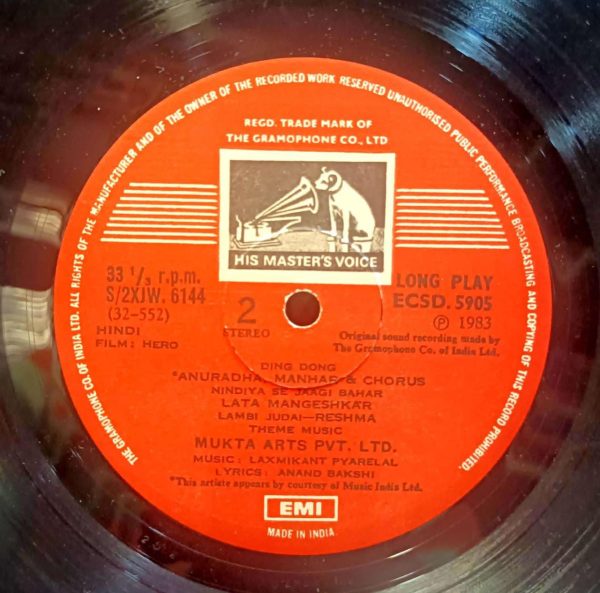 THE GRAMOPHONE CO. OF INDIA LTD. ALL RIGHTS OF THE MANUFACTURER AND OF THE OWNER OF THE RECORDED WORK RESERVED UNAUTHORISED PUBLIC PERFORMANCE BROADCASTING AND COPYING OF THIS RECORD PROHIBITED.
REGD. TRADE MARK OF
THE GRAMOPHONE CO., LTD
HIS MASTER'S VOICE
33 1/3 r.p.m.
S/2XJW. 6144
(32-552)
HINDI
FILM: HERO
2
STEREO
LONG PLAY
ECSD. 5905
Ⓟ 1983
Original sound recording made by
The Gramophone Co. of India Ltd.
DING DONG
*ANURADHA, MANHAR & CHORUS
NINDIYA SE JAAGI BAHAR
LATA MANGESHKAR
LAMBI JUDAI—RESHMA
THEME MUSIC
MUKTA ARTS PVT. LTD.
MUSIC: LAXMIKANT PYARELAL
LYRICS: ANAND BAKSHI
*This artiste appears by courtesy of Music India Ltd.
EMI
MADE IN INDIA